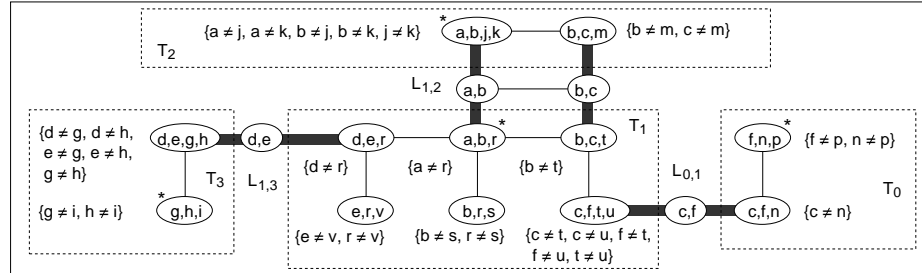 {a ≠ j, a ≠ k, b ≠ j, b ≠ k, j ≠ k} * a,b,j,k b,c,m {b ≠ m, c ≠ m}
T2
L1,2 a,b b,c
{d ≠ g, d ≠ h, d,e,g,h d,e d,e,r a,b,r * b,c,t T1 f,n,p * {f ≠ p, n ≠ p}
e ≠ g, e ≠ h,
g ≠ h} {d ≠ r} {a ≠ r} {b ≠ t}
T3 L1,3 L0,1 T0
{g ≠ i, h ≠ i} * g,h,i e,r,v b,r,s c,f,t,u c,f c,f,n {c ≠ n}
{e ≠ v, r ≠ v} {b ≠ s, r ≠ s} {c ≠ t, c ≠ u, f ≠ t,
f ≠ u, t ≠ u}